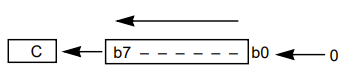 C b7 – – – – – – b0 0